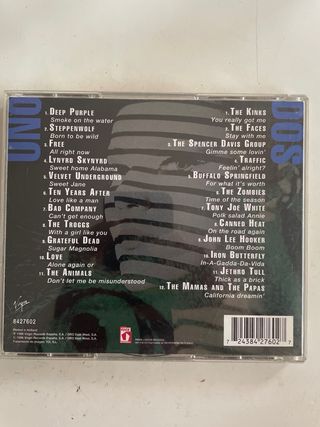 UNO
1. DEEP PURPLE
Smoke on the water
2. STEPPENWOLF
Born to be wild
3. FREE
All right now
4. LYNYRD SKYNYRD
Sweet home Alabama
5. VELVET UNDERGROUND
Sweet Jane
6. TEN YEARS AFTER
Love like a man
7. BAD COMPANY
Can't get enough
8. THE TROGGS
With a girl like you
9. GRATEFUL DEAD
Sugar Magnolia
10. LOVE
Alone again or
11. THE ANIMALS
Don't let me be misunderstood
DOS
1. THE KINKS
You really got me
2. THE FACES
Stay with me
3. THE SPENCER DAVIS GROUP
Gimme some lovin'
4. TRAFFIC
Feelin' alright?
5. BUFFALO SPRINGFIELD
For what it's worth
6. THE ZOMBIES
Time of the season
7. TONY JOE WHITE
Polk salad Annie
8. CANNED HEAT
On the road again
9. JOHN LEE HOOKER
Boom Boom
10. IRON BUTTERFLY
In-A-Gadda-Da-Vida
11. JETHRO TULL
Thick as a brick
12. THE MAMAS AND THE PAPAS
California dreamin'
Virgin
8427602
7 24384 27602 7